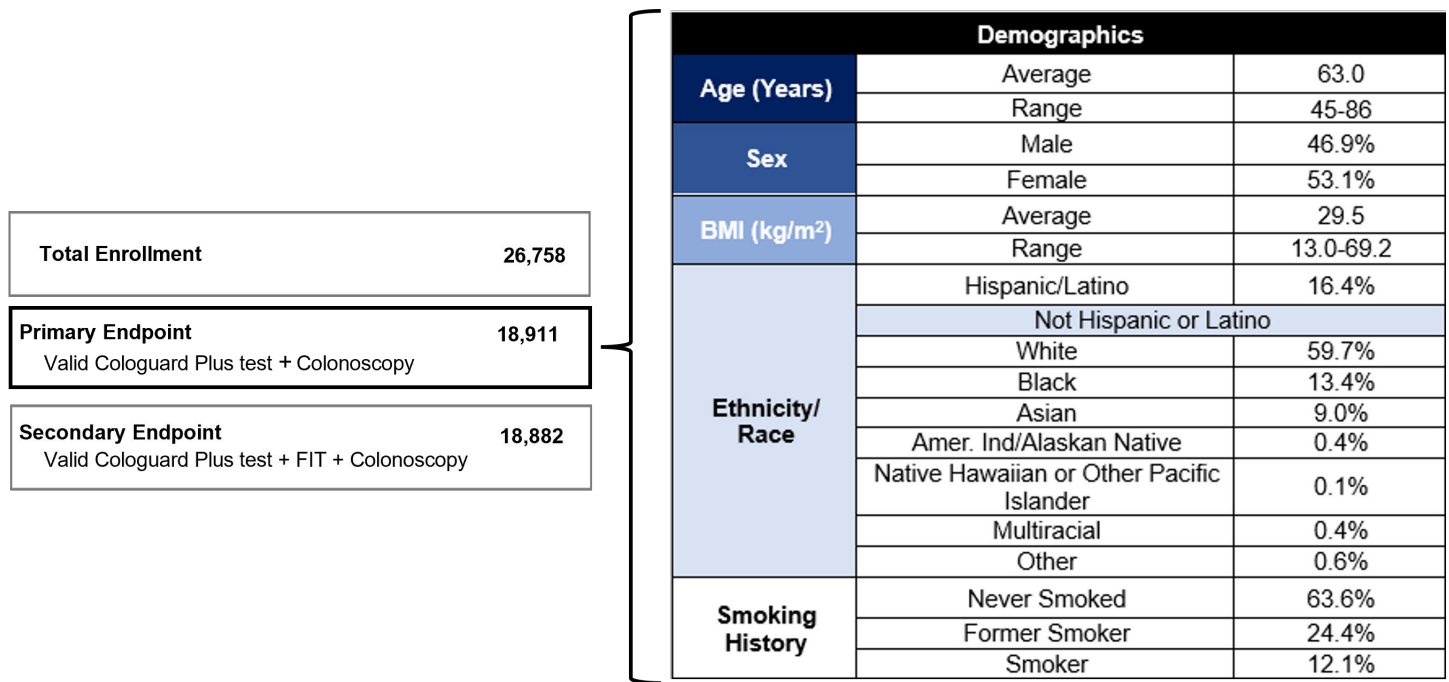 Total Enrollment 26,758
Primary Endpoint 18,911
Valid Cologuard Plus test + Colonoscopy
Secondary Endpoint 18,882
Valid Cologuard Plus test + FIT + Colonoscopy
Demographics
Age (Years)
Average 63.0
Range 45-86
Sex
Male 46.9%
Female 53.1%
BMI (kg/m²)
Average 29.5
Range 13.0-69.2
Ethnicity/
Race
Hispanic/Latino 16.4%
Not Hispanic or Latino
White 59.7%
Black 13.4%
Asian 9.0%
Amer. Ind/Alaskan Native 0.4%
Native Hawaiian or Other Pacific
Islander 0.1%
Multiracial 0.4%
Other 0.6%
Smoking
History
Never Smoked 63.6%
Former Smoker 24.4%
Smoker 12.1%